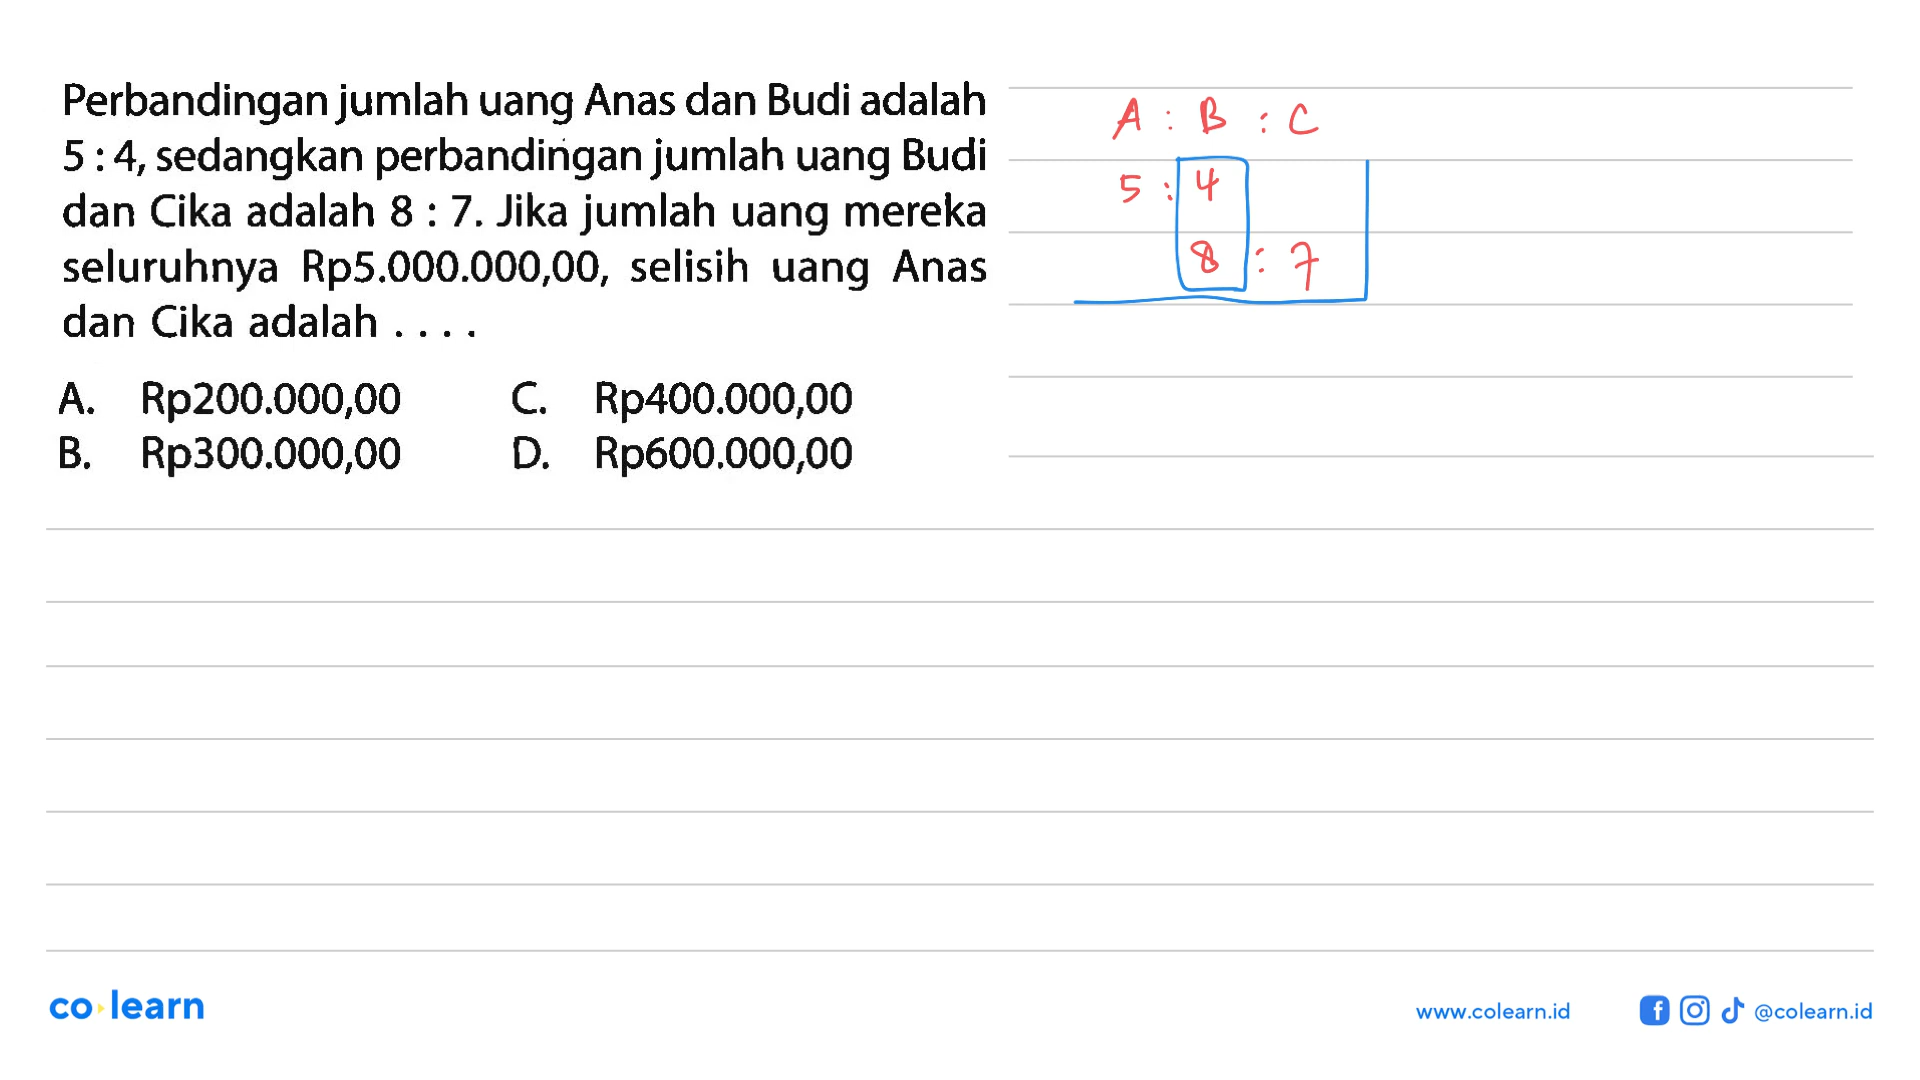 Perbandingan jumlah uang Anas dan Budi adalah
5 : 4, sedangkan perbandingan jumlah uang Budi
dan Cika adalah 8 : 7. Jika jumlah uang mereka
seluruhnya Rp5.000.000,00, selisih uang Anas
dan Cika adalah . . . .
A. Rp200.000,00 C. Rp400.000,00
B. Rp300.000,00 D. Rp600.000,00
A : B : C
5 : 4
8 : 7
co learn
www.colearn.id @colearn.id